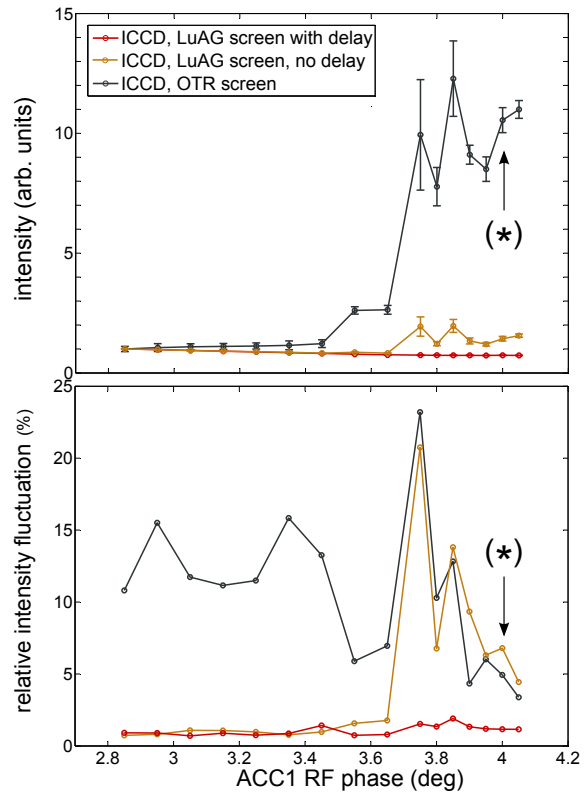 15
ICCD, LuAG screen with delay
ICCD, LuAG screen, no delay
ICCD, OTR screen
10
5
0
intensity (arb. units)
(*)
25
20
15
10
5
0
relative intensity fluctuation (%)
(*)
2.8 3 3.2 3.4 3.6 3.8 4 4.2
ACC1 RF phase (deg)